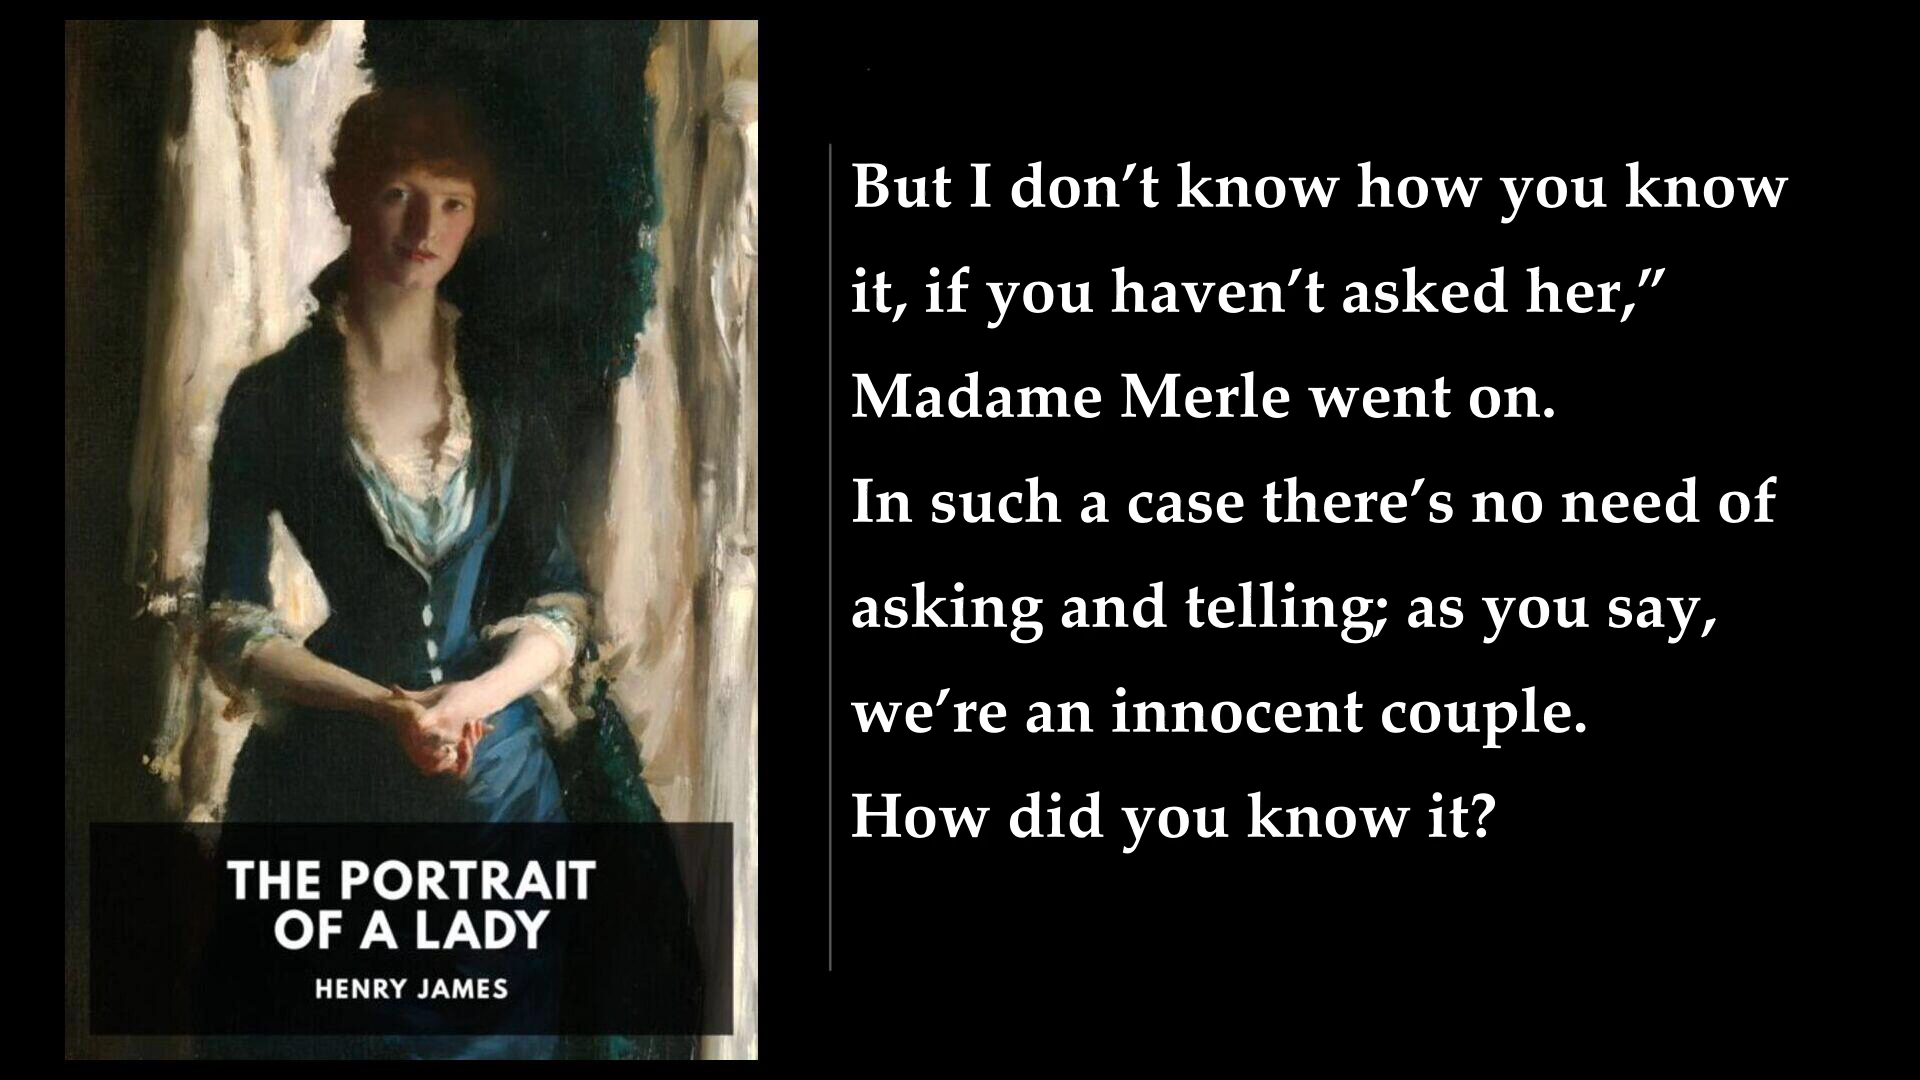 THE PORTRAIT
OF A LADY
HENRY JAMES
But I don’t know how you know
it, if you haven’t asked her,”
Madame Merle went on.
In such a case there’s no need of
asking and telling; as you say,
we’re an innocent couple.
How did you know it?